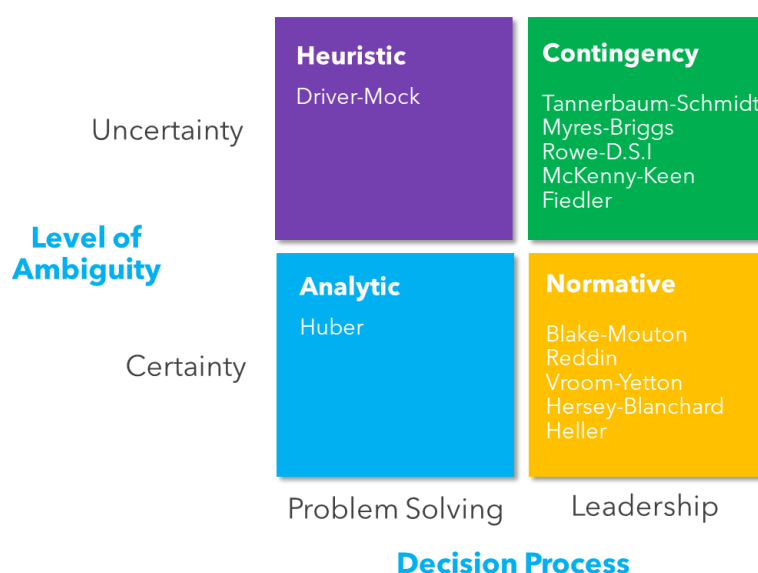 Heuristic
Driver-Mock
Contingency
Tannerbaum-Schmidt
Myres-Briggs
Rowe-D.S.I
McKenny-Keen
Fiedler
Uncertainty
Level of
Ambiguity
Analytic
Huber
Normative
Blake-Mouton
Reddin
Vroom-Yetton
Hersey-Blanchard
Heller
Certainty
Problem Solving
Leadership
Decision Process